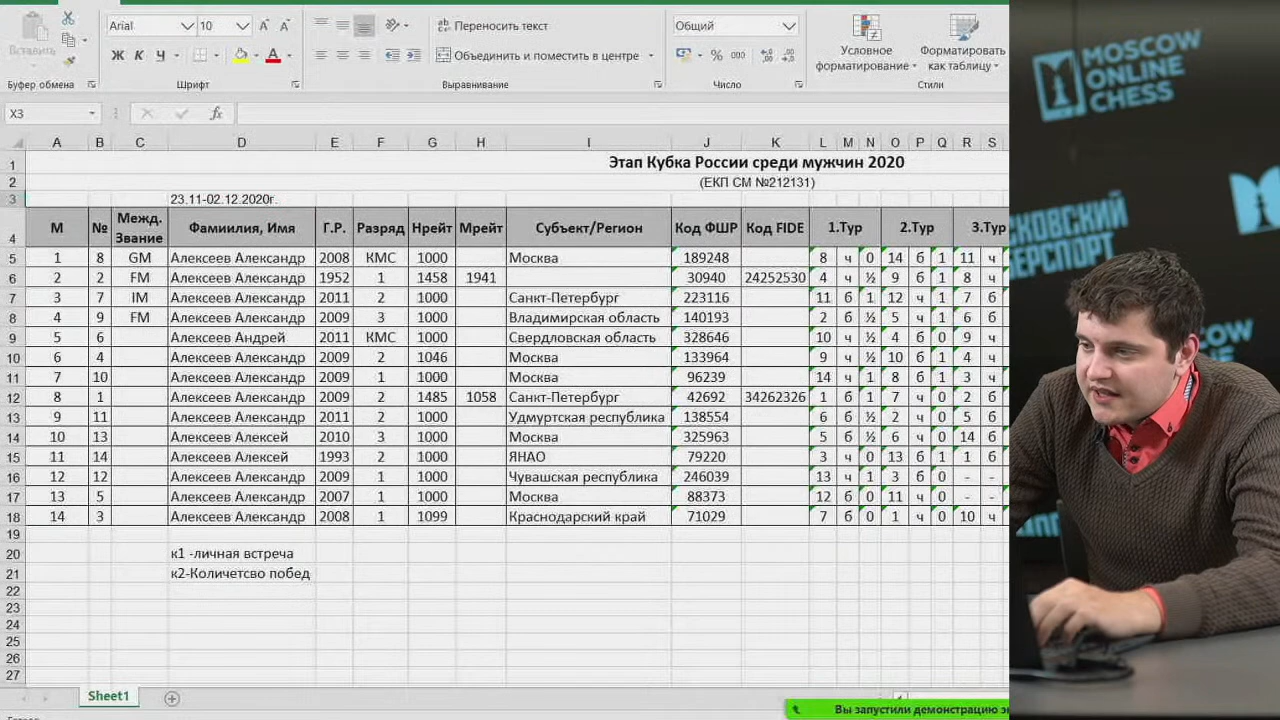 Arial 10
Переносить текст
Общий
Вставить
Ж К Ч
Объединить и поместить в центре
% 000
Условное форматирование
Форматировать как таблицу
Буфер обмена
Шрифт
Выравнивание
Число
Стили
X3 fx
A B C D E F G H I J K L M N O P Q R S
1 Этап Кубка России среди мужчин 2020
2 (ЕКП СМ №212131)
3 23.11-02.12.2020г.
4 М № Межд. Звание Фамиилия, Имя Г.Р. Разряд Нрейт Мрейт Субъект/Регион Код ФШР Код FIDE 1.Тур 2.Тур 3.Тур
5 1 8 GM Алексеев Александр 2008 КМС 1000 Москва 189248 8 ч 0 14 б 1 11 ч
6 2 2 FM Алексеев Александр 1952 1 1458 1941 30940 24252530 4 ч ½ 9 б 1 8 ч
7 3 7 IM Алексеев Александр 2011 2 1000 Санкт-Петербург 223116 11 б 1 12 ч 1 7 б
8 4 9 FM Алексеев Александр 2009 3 1000 Владимирская область 140193 2 б ½ 5 ч 1 6 б
9 5 6 Алексеев Андрей 2011 КМС 1000 Свердловская область 328646 10 ч ½ 4 б 0 9 ч
10 6 4 Алексеев Александр 2009 2 1046 Москва 133964 9 ч ½ 10 б 1 4 ч
11 7 10 Алексеев Александр 2009 1 1000 Москва 96239 14 ч 1 8 б 1 3 ч
12 8 1 Алексеев Александр 2009 2 1485 1058 Санкт-Петербург 42692 34262326 1 б 1 7 ч 0 2 б
13 9 11 Алексеев Александр 2011 2 1000 Удмуртская республика 138554 6 б ½ 2 ч 0 5 б
14 10 13 Алексеев Алексей 2010 3 1000 Москва 325963 5 б ½ 6 ч 0 14 б
15 11 14 Алексеев Алексей 1993 2 1000 ЯНАО 79220 3 ч 0 13 б 1 1 б
16 12 12 Алексеев Александр 2009 1 1000 Чувашская республика 246039 13 ч 1 3 б 0 - -
17 13 5 Алексеев Александр 2007 1 1000 Москва 88373 12 б 0 11 ч 0 - -
18 14 3 Алексеев Александр 2008 1 1099 Краснодарский край 71029 7 б 0 1 ч 0 10 ч
19
20 к1 -личная встреча
21 к2-Количетсво побед
22
23
24
25
26
27
Sheet1
Вы запустили демонстрацию э
MOSCOW
ONLINE
CHESS
СКОВСКИЙ
БЕРСПОРТ